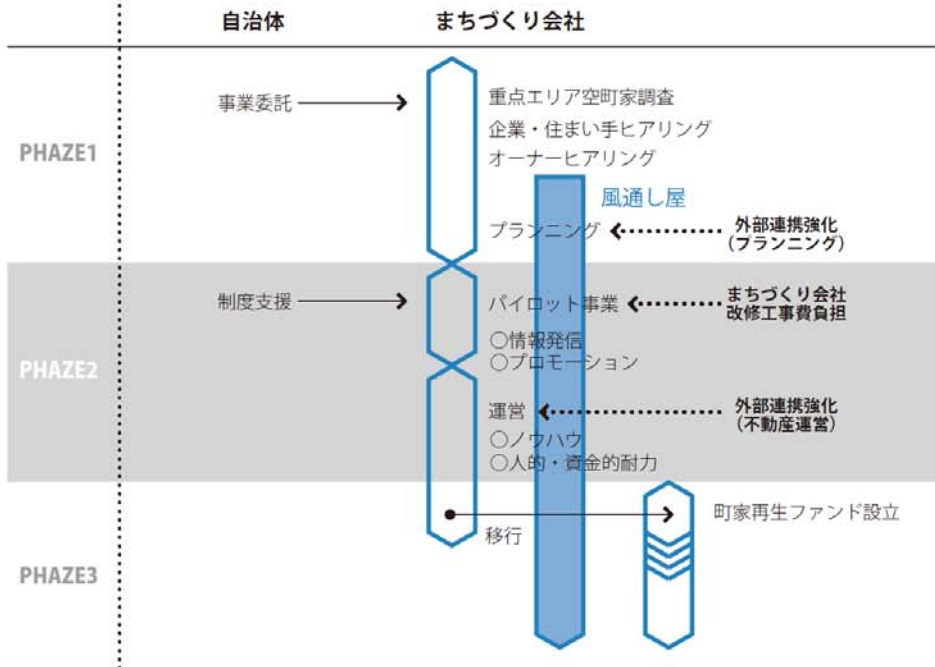 自治体
まちづくり会社
PHAZE1
事業委託
重点エリア空町家調査
企業・住まい手ヒアリング
オーナーヒアリング
風通し屋
プランニング
外部連携強化
(プランニング)
PHAZE2
制度支援
パイロット事業
まちづくり会社
改修工事費負担
○情報発信
○プロモーション
運営
外部連携強化
(不動産運営)
○ノウハウ
○人的・資金的耐力
PHAZE3
移行
町家再生ファンド設立